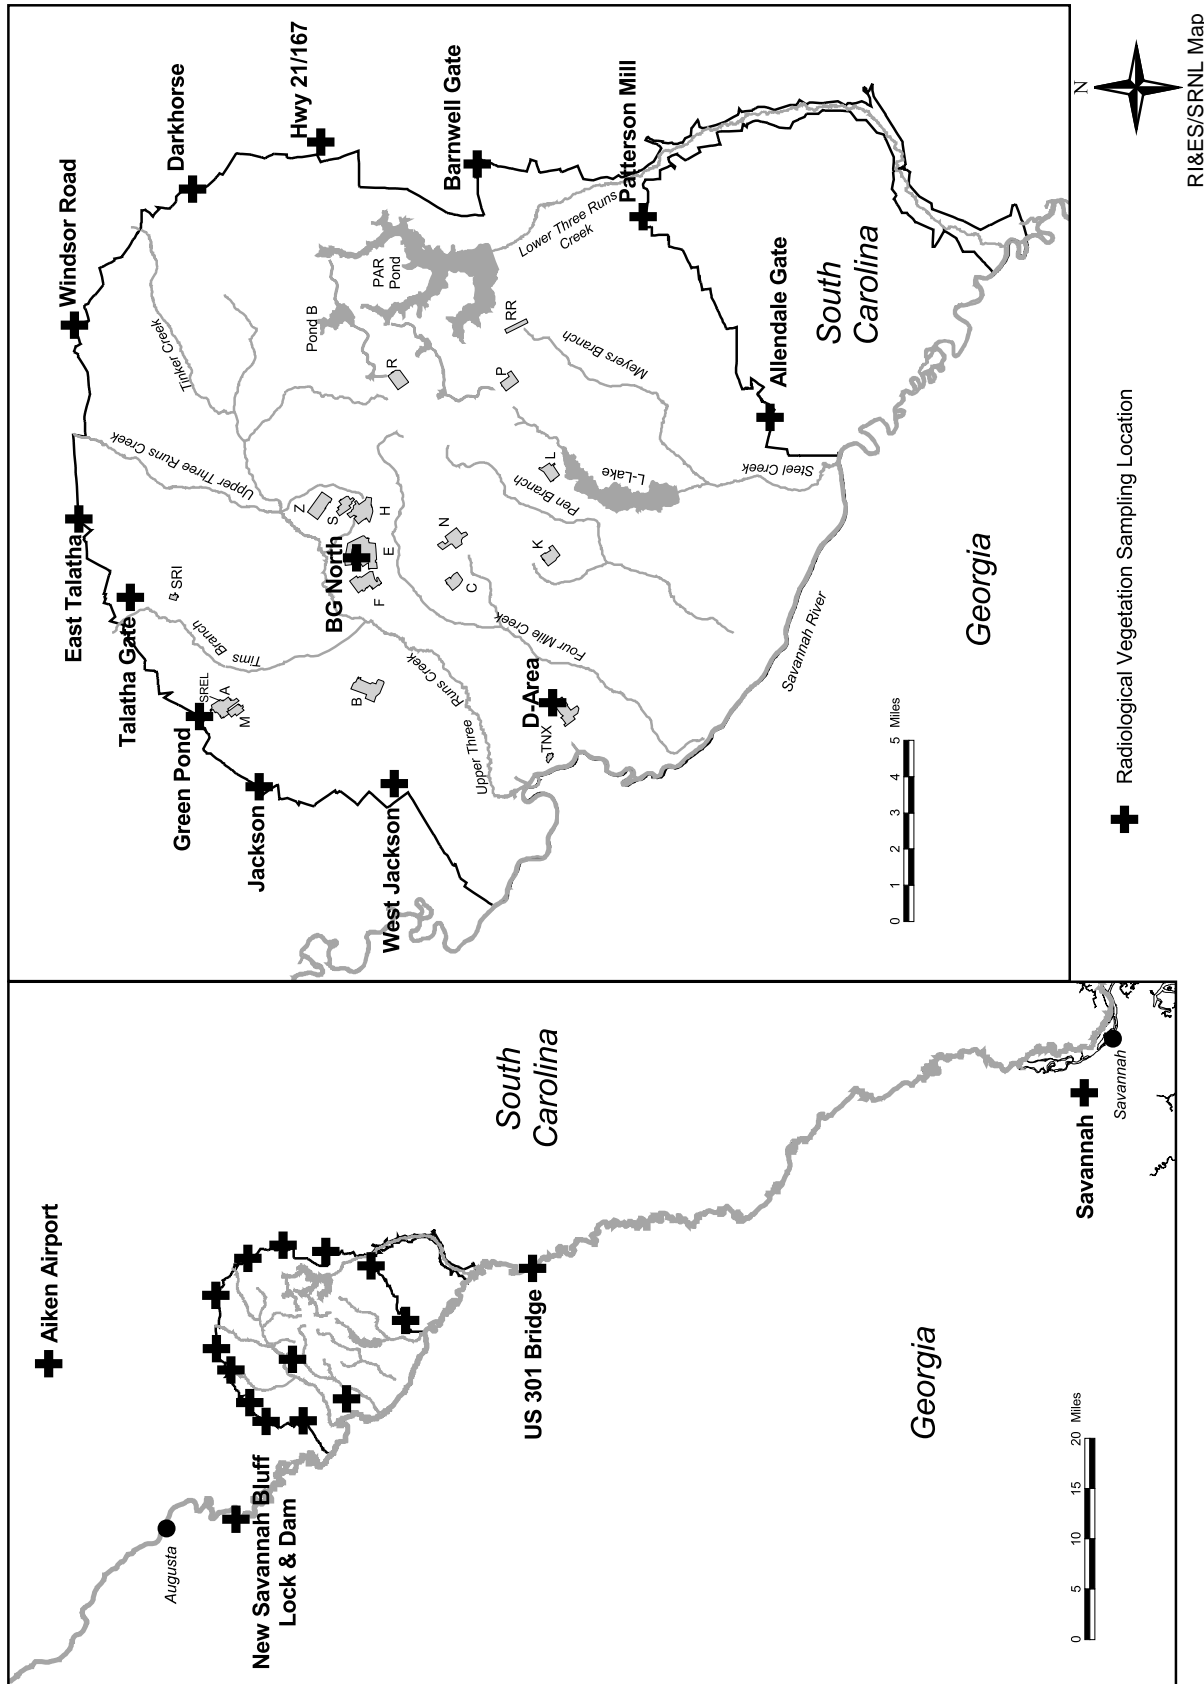 Aiken Airport
Augusta
New Savannah Bluff
Lock & Dam
US 301 Bridge
South
Carolina
Georgia
Savannah
Savannah
0 5 10 15 20 Miles
Windsor Road
East Talatha
Talatha Gate
Green Pond
Jackson
West Jackson
Darkhorse
Hwy 21/167
Barnwell Gate
Patterson Mill
Allendale Gate
BG North
D-Area
SRI
SREL
A
M
B
TNX
Z
S
H
E
F
N
C
K
L
R
P
RR
Pond B
PAR
Pond
L-Lake
Tinker Creek
Upper Three Runs Creek
Tims Branch
Upper Three
Runs Creek
Four Mile Creek
Pen Branch
Steel Creek
Meyers Branch
Lower Three Runs
Creek
Savannah River
South
Carolina
Georgia
0 1 2 3 4 5 Miles
Radiological Vegetation Sampling Location
N
RI&ES/SRNL Map